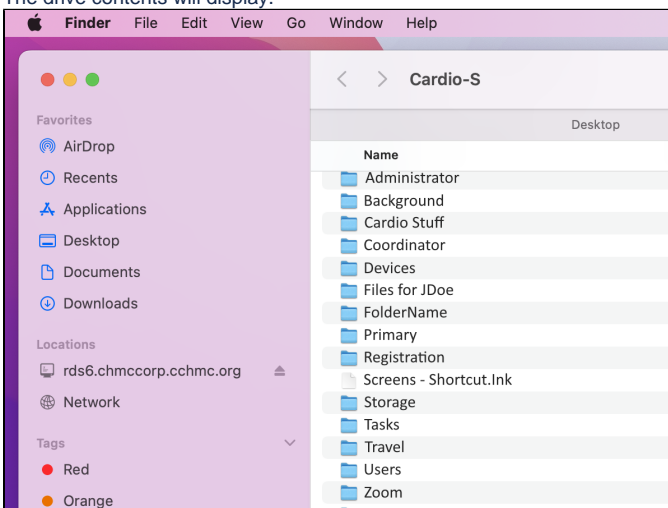 The drive contents will display.
Finder File Edit View Go Window Help
Cardio-S
Favorites
AirDrop
Recents
Applications
Desktop
Documents
Downloads
Locations
rds6.chmccorp.cchmc.org
Network
Tags
Red
Orange
Desktop
Name
Administrator
Background
Cardio Stuff
Coordinator
Devices
Files for JDoe
FolderName
Primary
Registration
Screens - Shortcut.lnk
Storage
Tasks
Travel
Users
Zoom